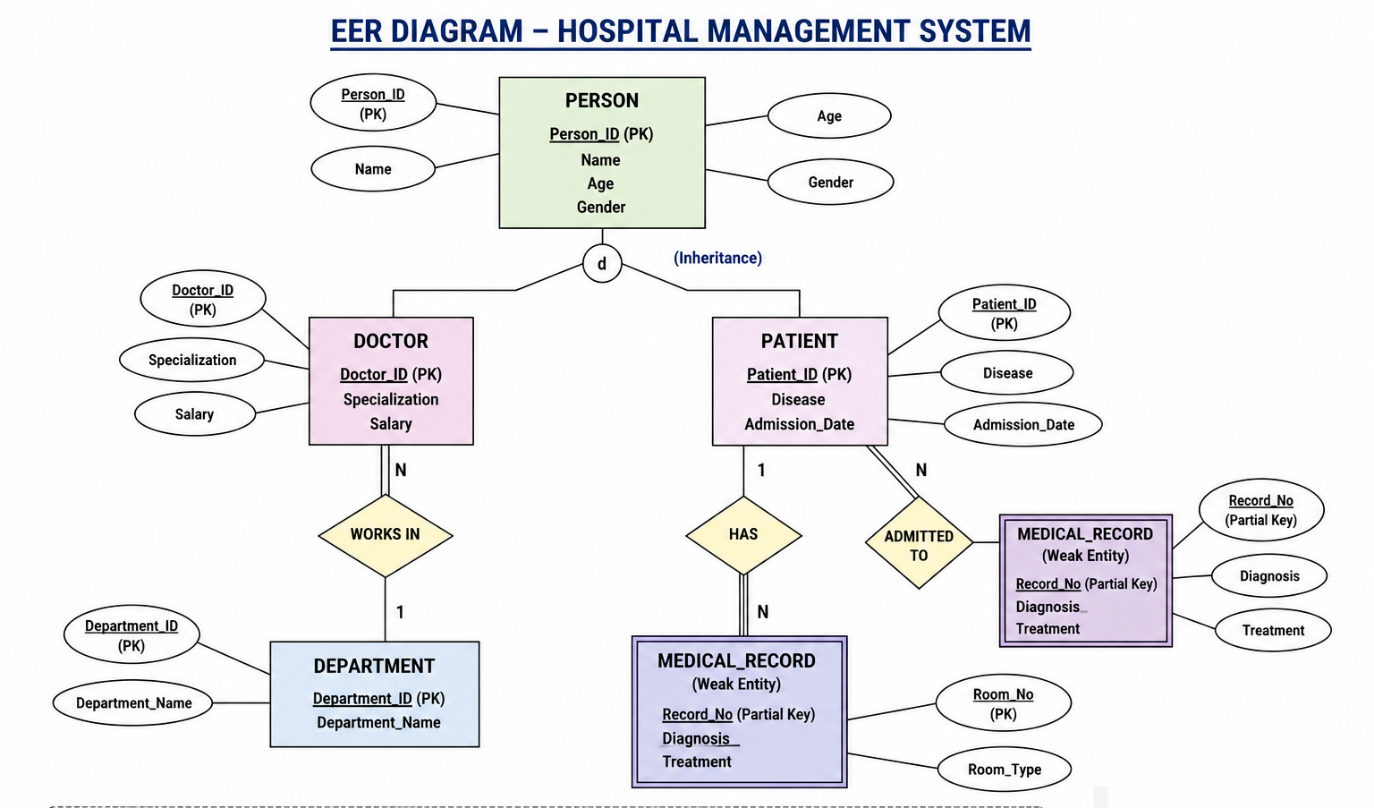 EER DIAGRAM – HOSPITAL MANAGEMENT SYSTEM
Person_ID
(PK)
Name
PERSON
Person_ID (PK)
Name
Age
Gender
Age
Gender
d
(Inheritance)
Doctor_ID
(PK)
Specialization
Salary
DOCTOR
Doctor_ID (PK)
Specialization
Salary
PATIENT
Patient_ID (PK)
Disease
Admission_Date
Patient_ID
(PK)
Disease
Admission_Date
N
WORKS IN
1
1
HAS
N
N
ADMITTED
TO
MEDICAL_RECORD
(Weak Entity)
Record_No (Partial Key)
Diagnosis_
Treatment
Record_No
(Partial Key)
Diagnosis
Treatment
Department_ID
(PK)
Department_Name
DEPARTMENT
Department_ID (PK)
Department_Name
MEDICAL_RECORD
(Weak Entity)
Record_No (Partial Key)
Diagnosis_
Treatment
Room_No
(PK)
Room_Type